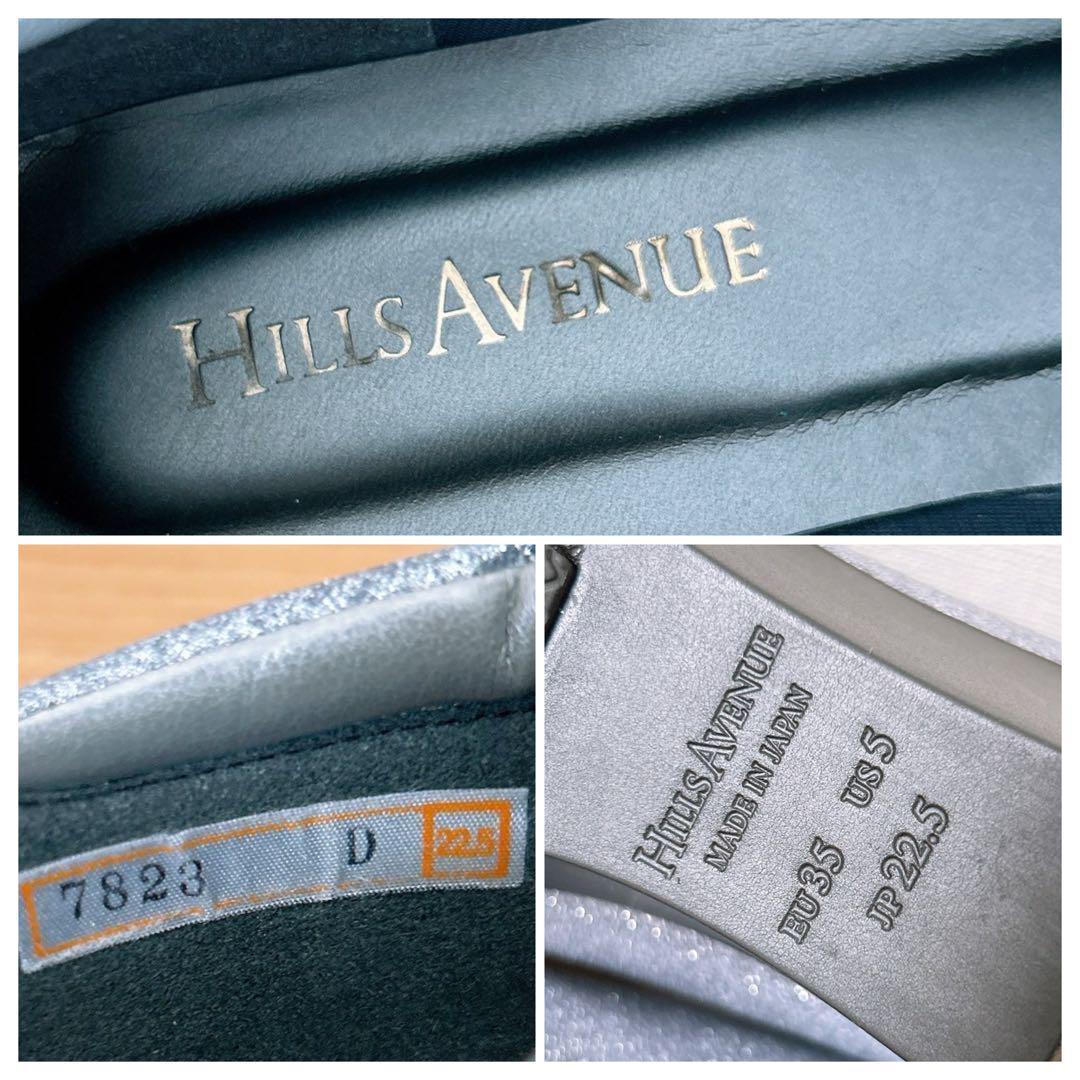 HILLS AVENUE
7823 D 22.5
HILLS AVENUE
MADE IN JAPAN
EU 35 US 5
JP 22.5